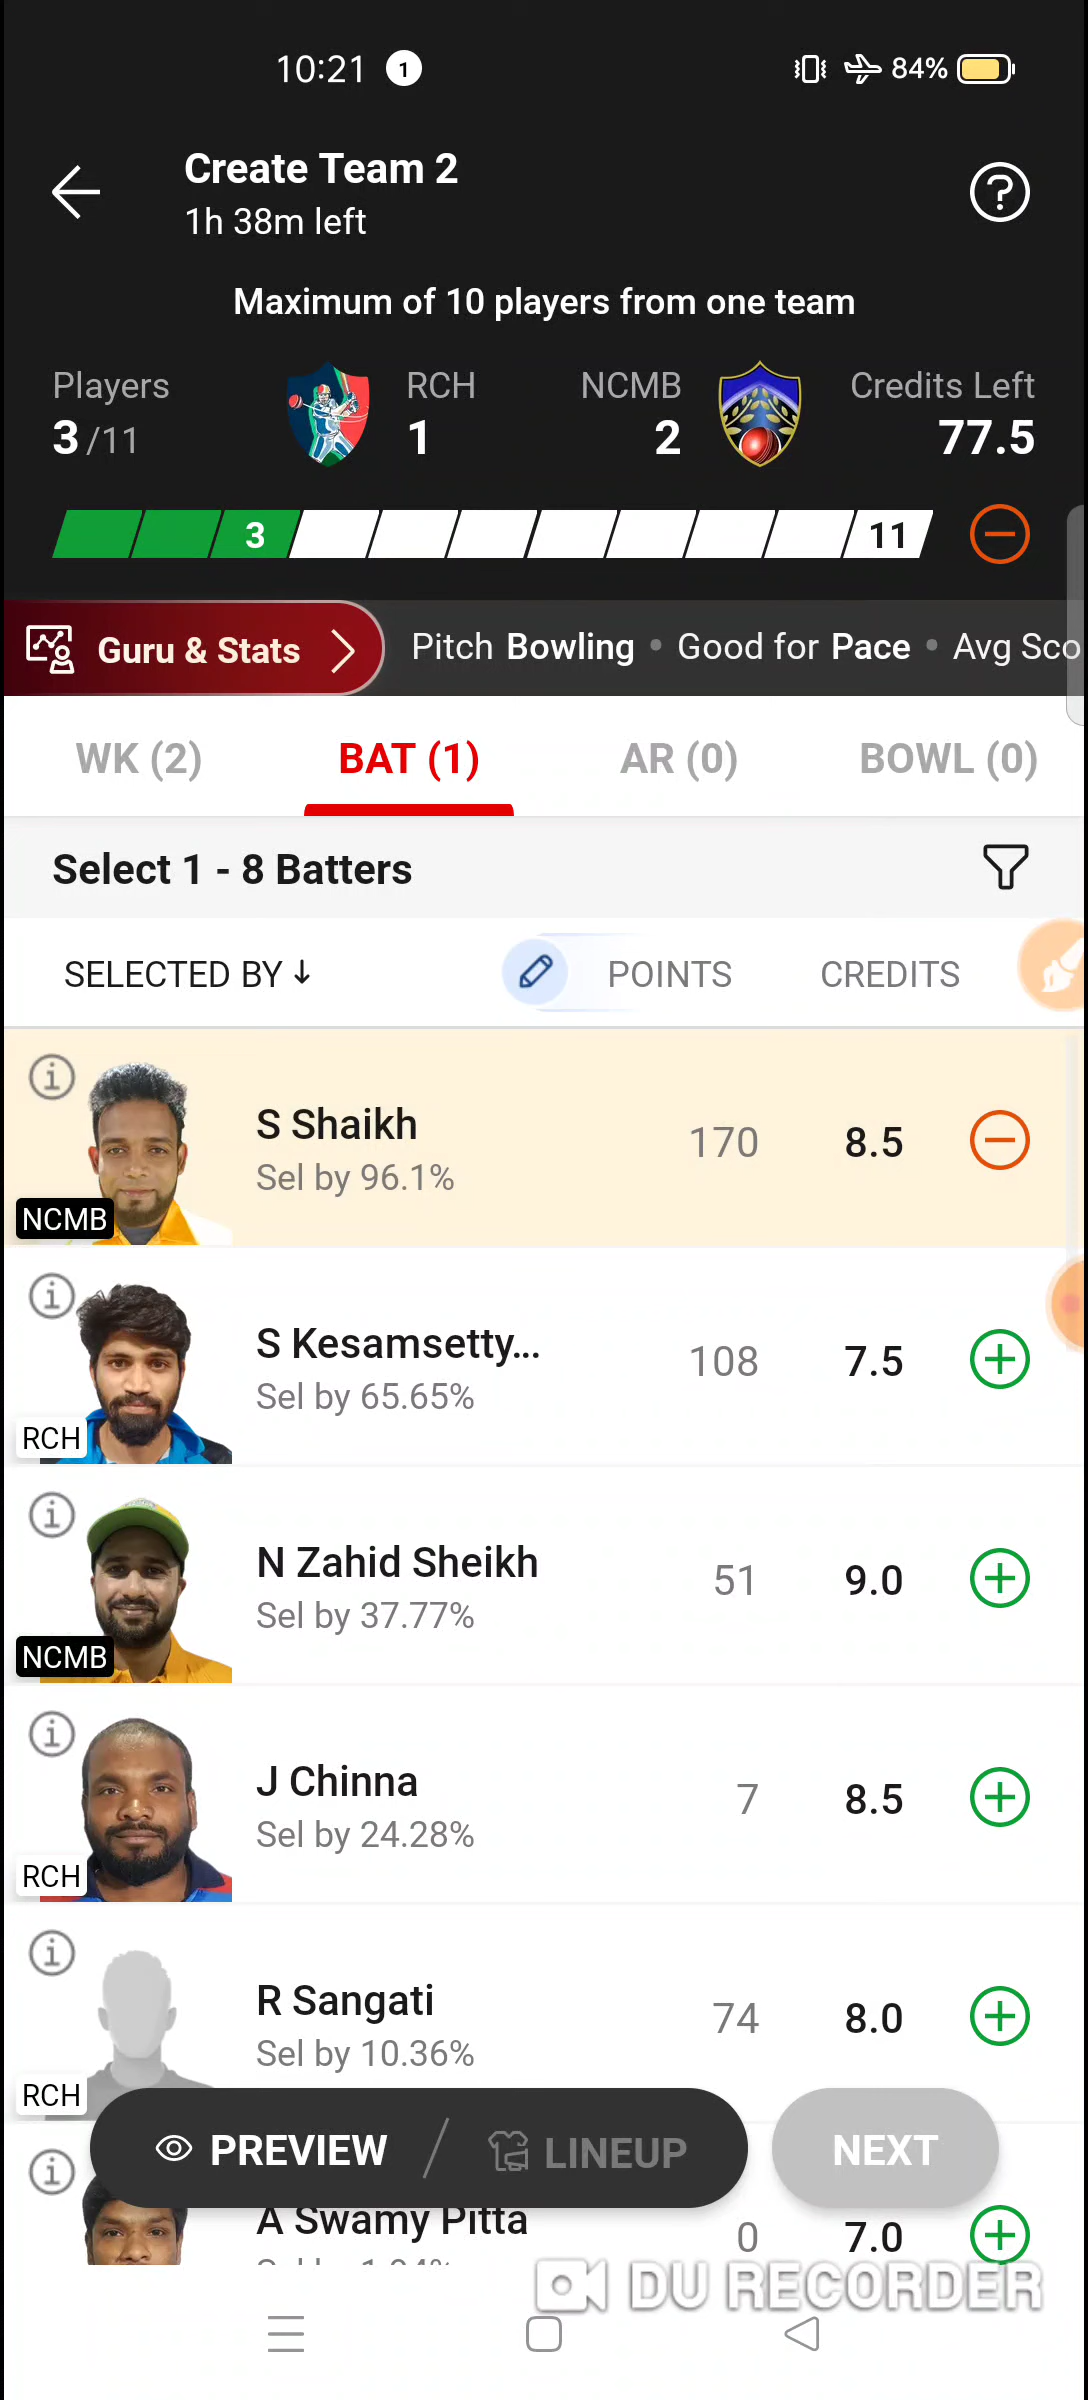 10:21 1 84%
Create Team 2
1h 38m left
Maximum of 10 players from one team
Players RCH NCMB Credits Left
3 /11 1 2 77.5
3 11
Guru & Stats Pitch Bowling • Good for Pace • Avg Sco
WK (2) BAT (1) AR (0) BOWL (0)
Select 1 - 8 Batters
SELECTED BY ↓ POINTS CREDITS
S Shaikh 170 8.5
Sel by 96.1%
NCMB
S Kesamsetty... 108 7.5
Sel by 65.65%
RCH
N Zahid Sheikh 51 9.0
Sel by 37.77%
NCMB
J Chinna 7 8.5
Sel by 24.28%
RCH
R Sangati 74 8.0
Sel by 10.36%
RCH
PREVIEW LINEUP NEXT
A Swamy Pitta 0 7.0
DU RECORDER